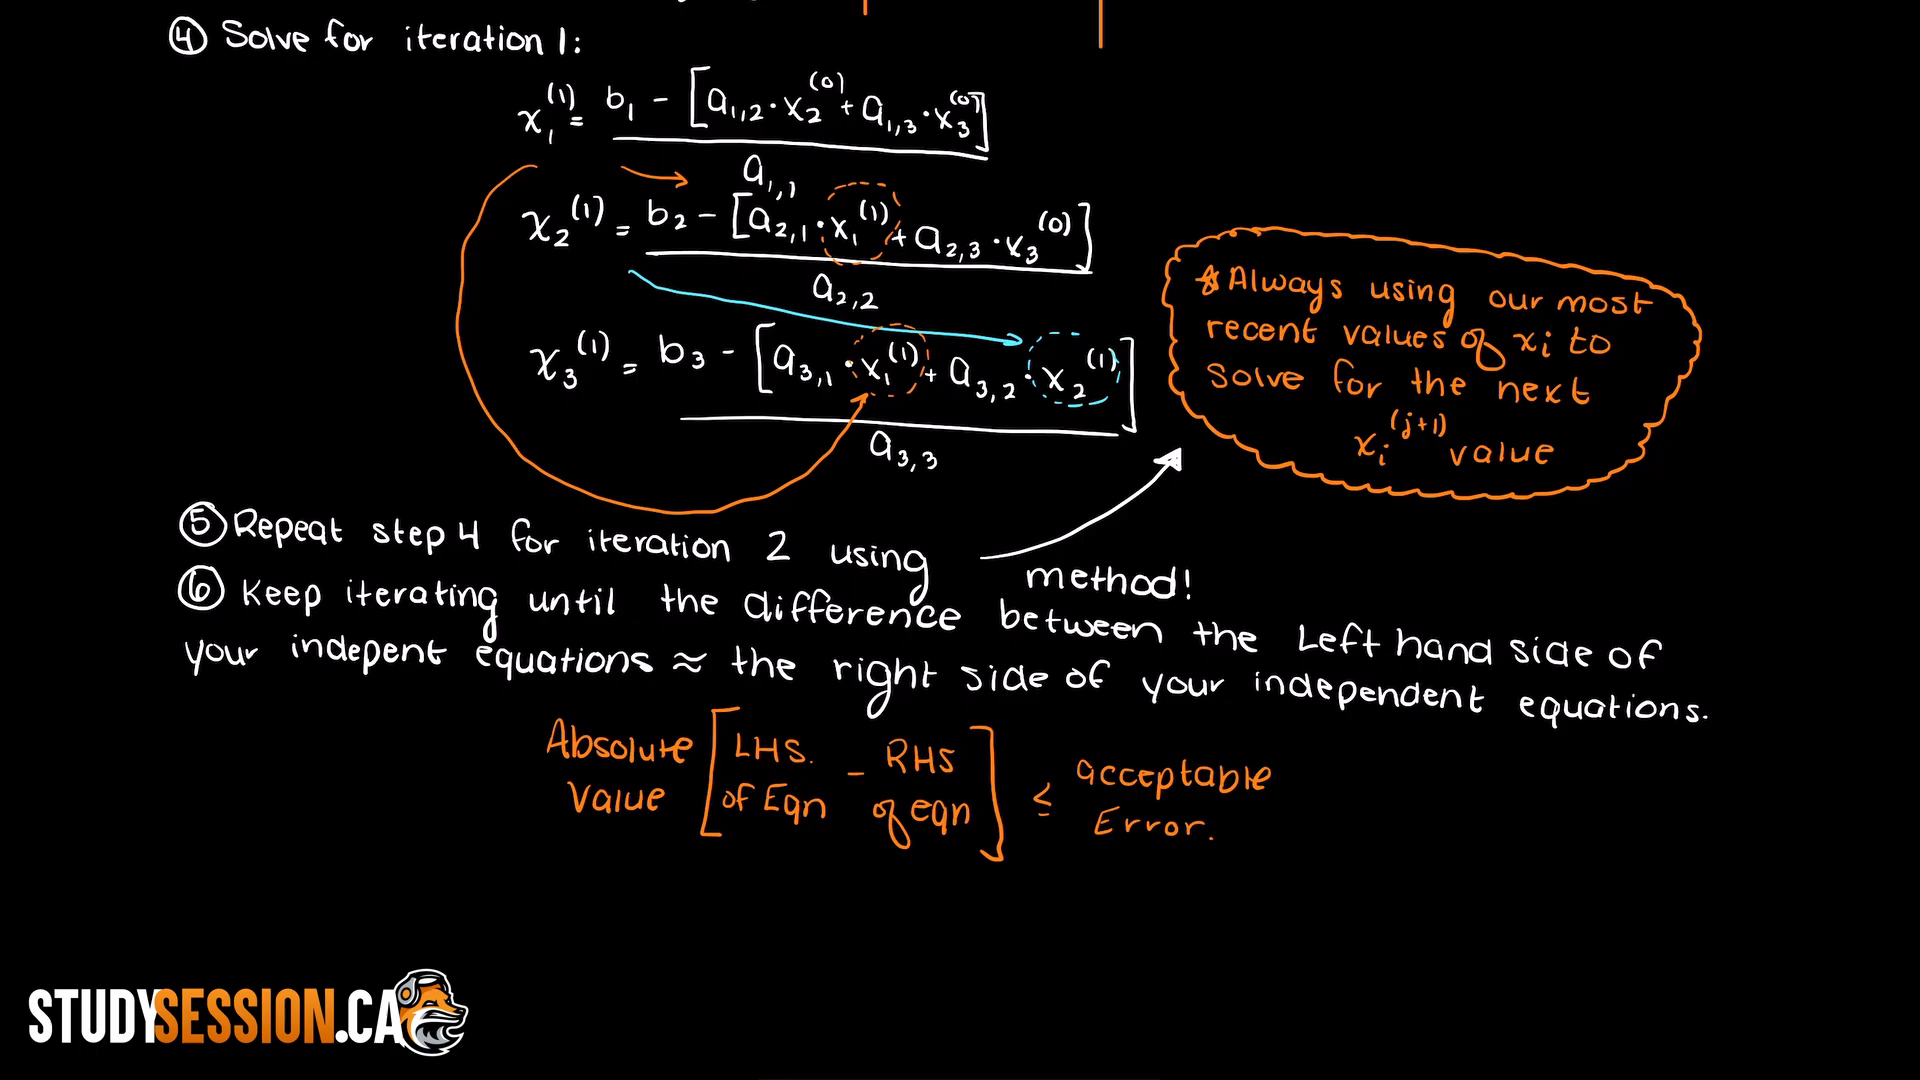 ④ Solve for iteration 1:
x₁⁽¹⁾ = b₁ - [a₁,₂ · x₂⁽⁰⁾ + a₁,₃ · x₃⁽⁰⁾]
a₁,₁
x₂⁽¹⁾ = b₂ - [a₂,₁ · x₁⁽¹⁾ + a₂,₃ · x₃⁽⁰⁾]
a₂,₂
x₃⁽¹⁾ = b₃ - [a₃,₁ · x₁⁽¹⁾ + a₃,₂ · x₂⁽¹⁾]
a₃,₃
* Always using our most
recent values of xᵢ to
solve for the next
xᵢ⁽ʲ⁺¹⁾ value
⑤ Repeat step 4 for iteration 2 using method!
⑥ Keep iterating until the difference between the Left hand side of
your indepent equations ≈ the right side of your independent equations.
Absolute Value [LHS. of Eqn - RHS of eqn] ≤ acceptable Error.
STUDYSESSION.CA